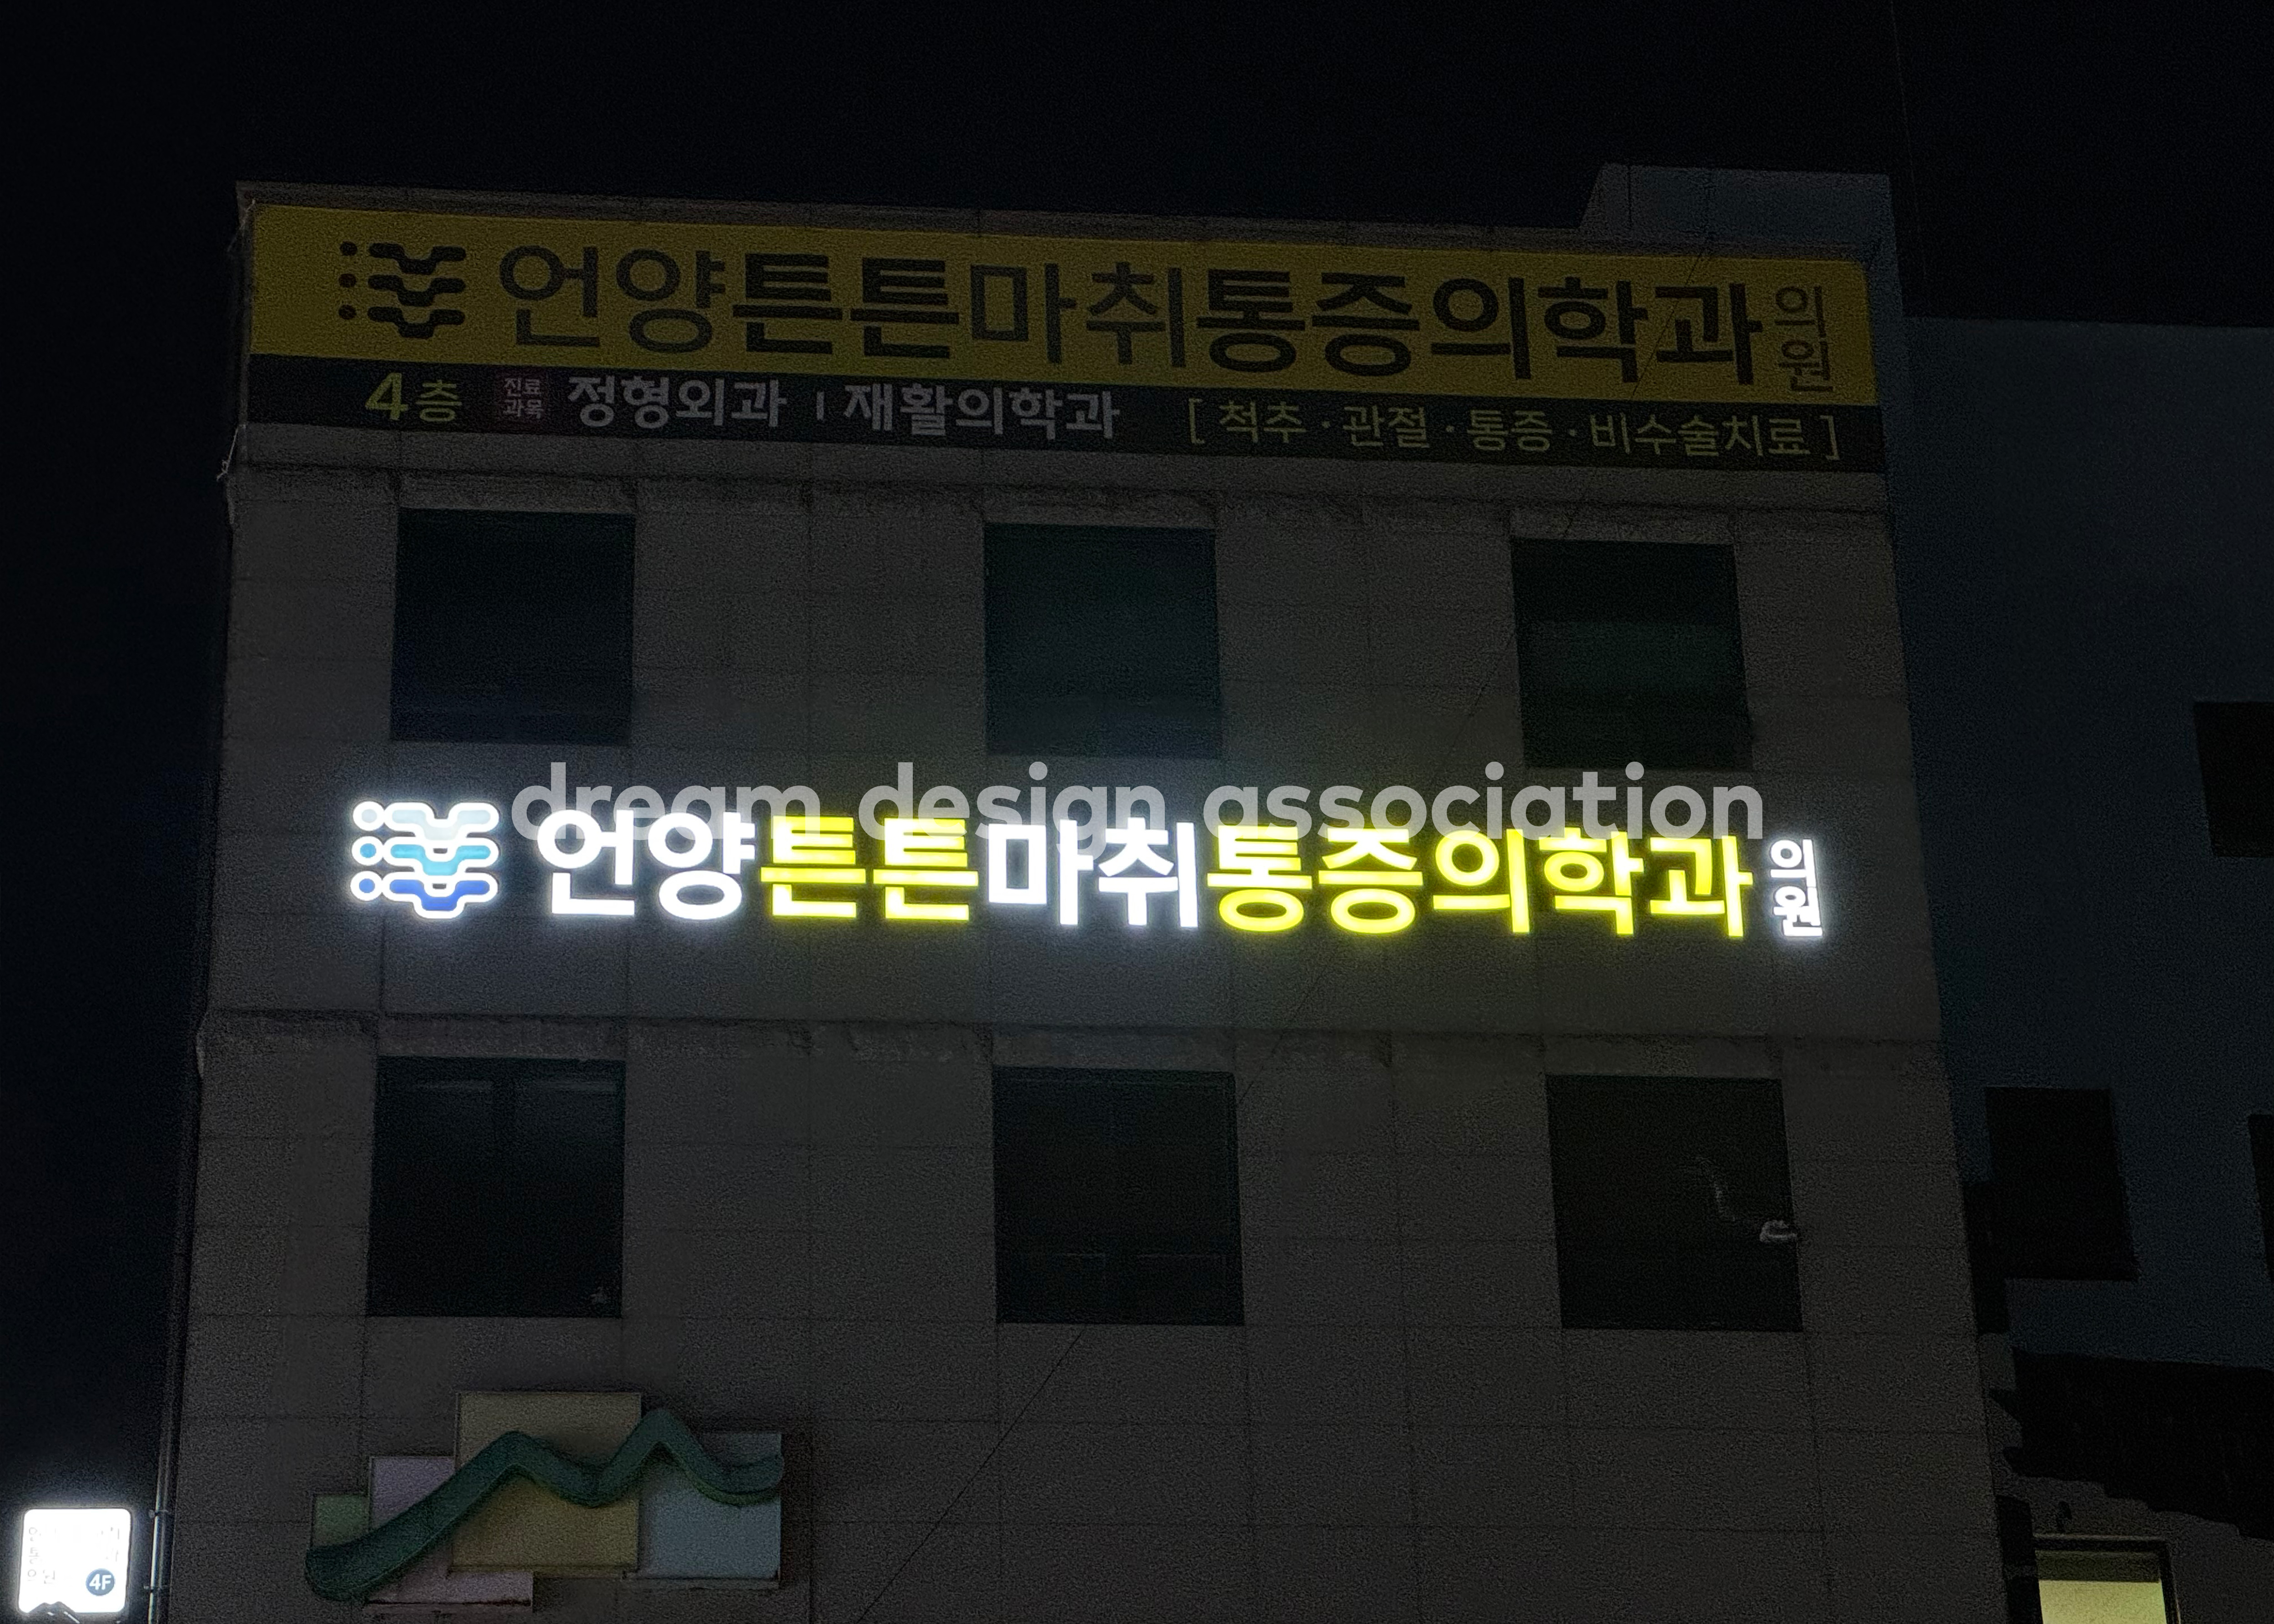 언양튼튼마취통증의학과의원
4층 진료과목 정형외과 | 재활의학과 [ 척추 · 관절 · 통증 · 비수술치료 ]
dream design association
언양튼튼마취통증의학과의원
4F